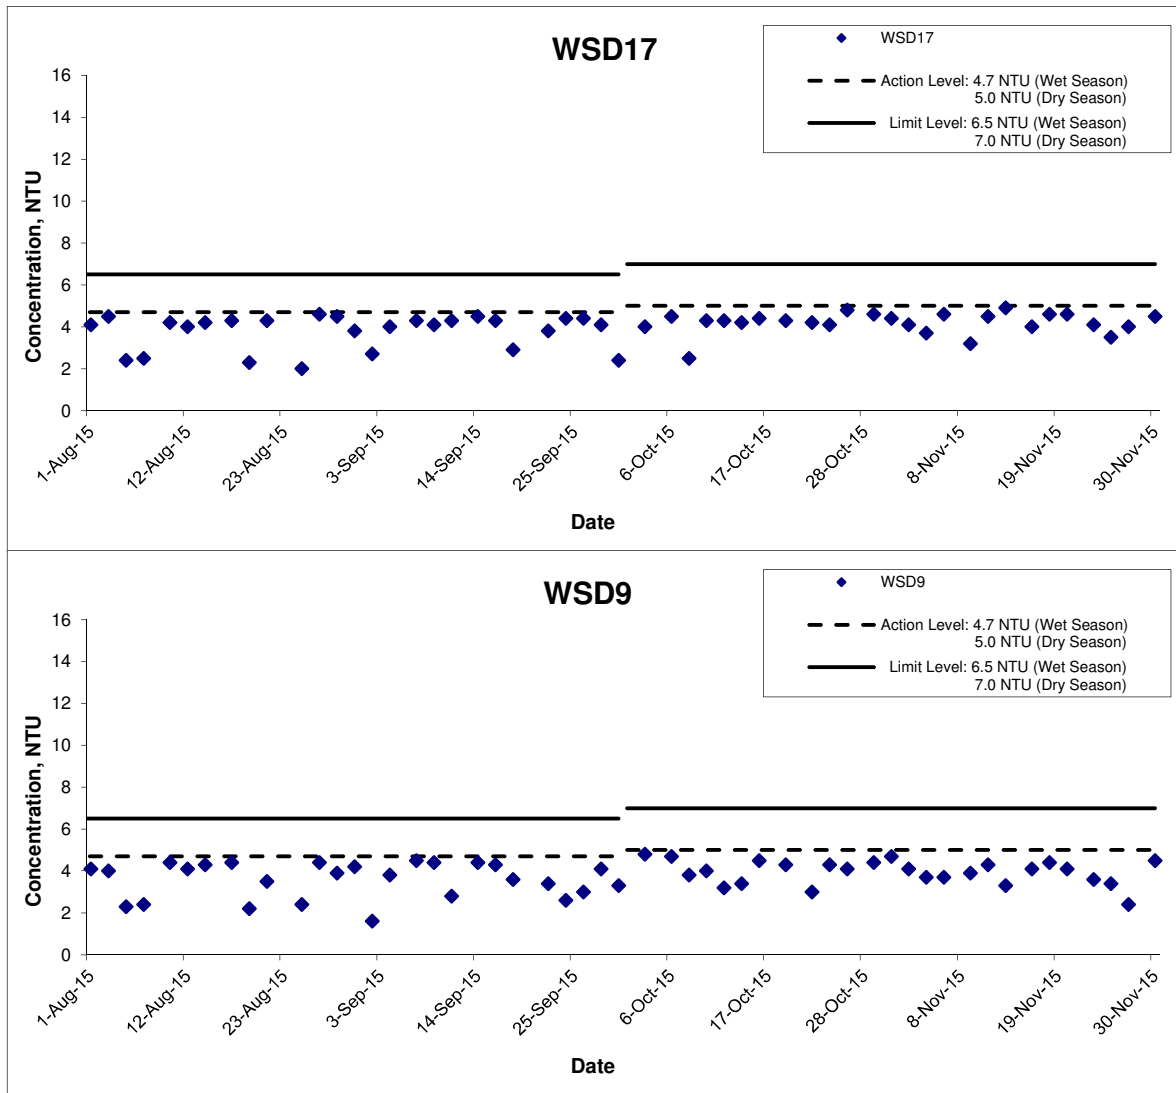 WSD17
WSD17
Action Level: 4.7 NTU (Wet Season)
5.0 NTU (Dry Season)
Limit Level: 6.5 NTU (Wet Season)
7.0 NTU (Dry Season)
Concentration, NTU
16
14
12
10
8
6
4
2
0
1-Aug-15
12-Aug-15
23-Aug-15
3-Sep-15
14-Sep-15
25-Sep-15
6-Oct-15
17-Oct-15
28-Oct-15
8-Nov-15
19-Nov-15
30-Nov-15
Date
WSD9
WSD9
Action Level: 4.7 NTU (Wet Season)
5.0 NTU (Dry Season)
Limit Level: 6.5 NTU (Wet Season)
7.0 NTU (Dry Season)
Concentration, NTU
16
14
12
10
8
6
4
2
0
1-Aug-15
12-Aug-15
23-Aug-15
3-Sep-15
14-Sep-15
25-Sep-15
6-Oct-15
17-Oct-15
28-Oct-15
8-Nov-15
19-Nov-15
30-Nov-15
Date